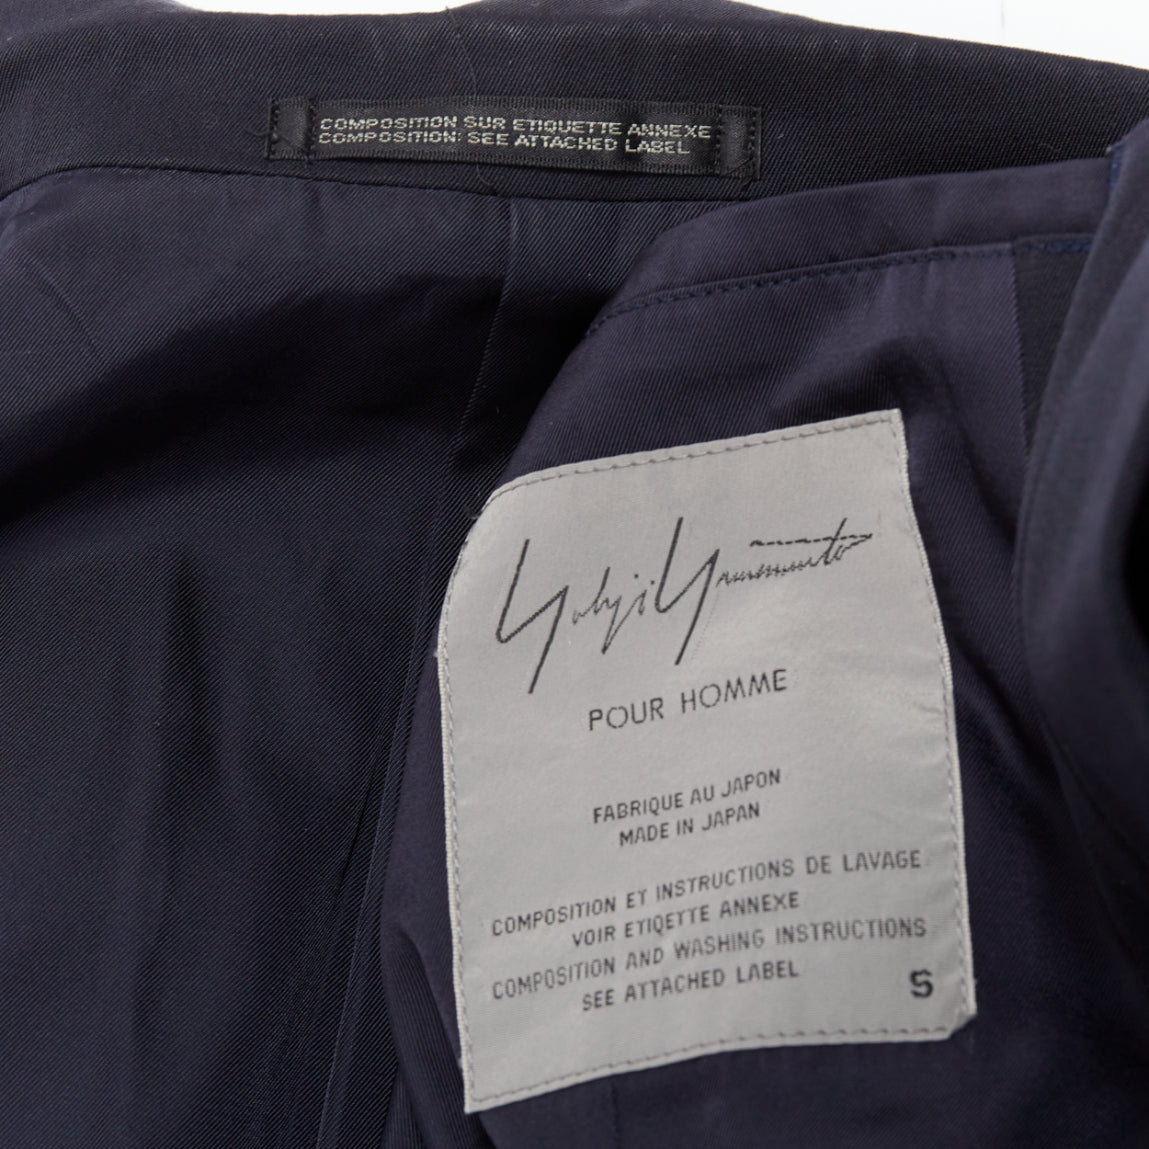 COMPOSITION SUR ETIQUETTE ANNEXE
COMPOSITION: SEE ATTACHED LABEL
Yohji Yamamoto
POUR HOMME
FABRIQUE AU JAPON
MADE IN JAPAN
COMPOSITION ET INSTRUCTIONS DE LAVAGE
VOIR ETIQETTE ANNEXE
COMPOSITION AND WASHING INSTRUCTIONS
SEE ATTACHED LABEL
S